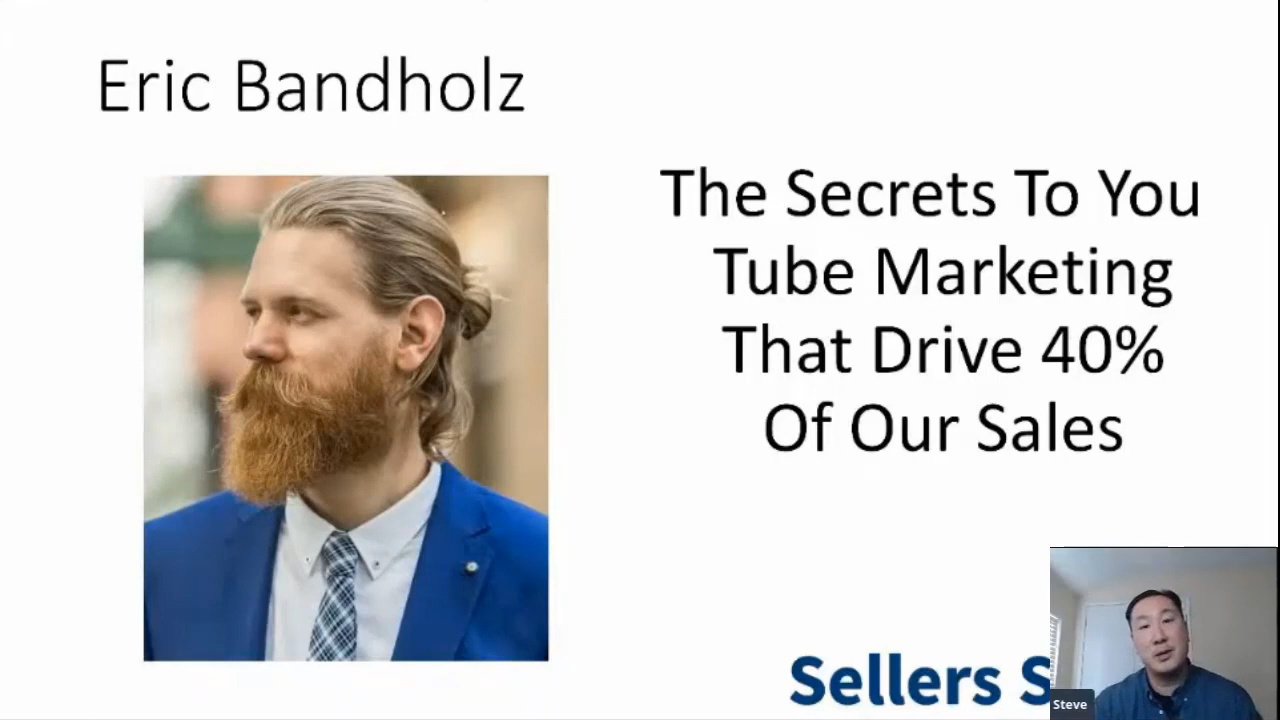 Eric Bandholz
The Secrets To You
Tube Marketing
That Drive 40%
Of Our Sales
Sellers S
Steve